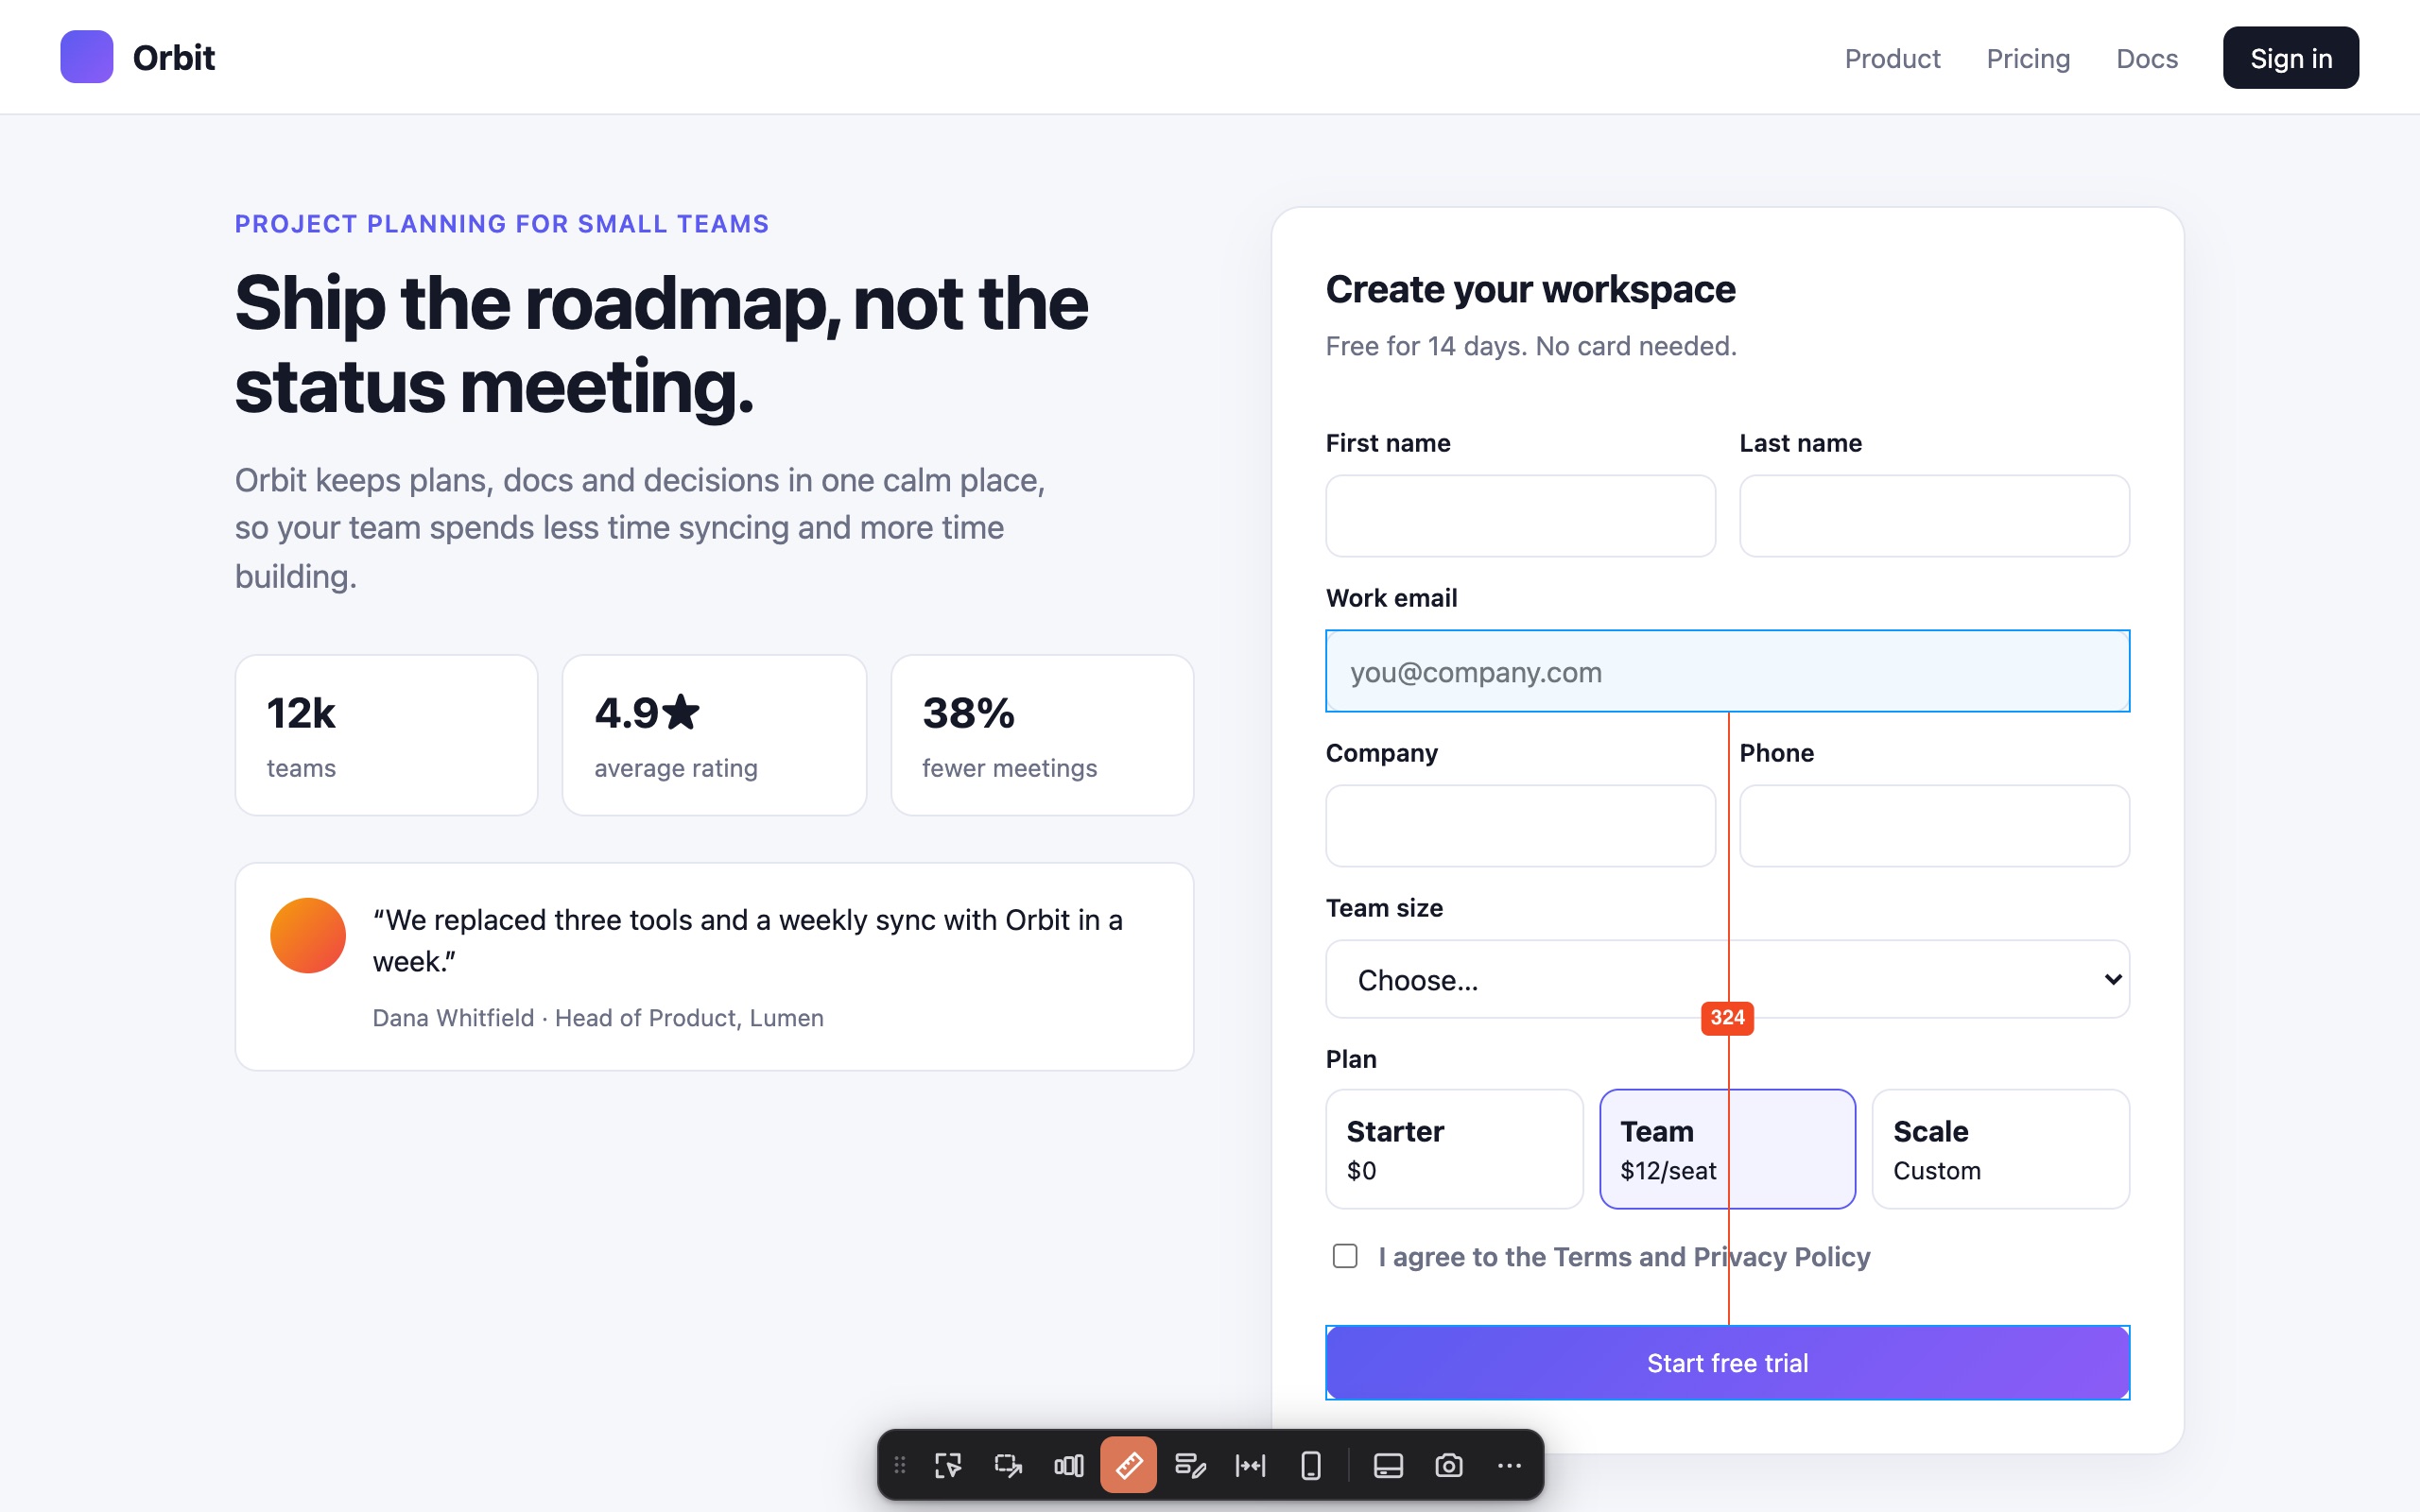 Orbit
Product
Pricing
Docs
Sign in
PROJECT PLANNING FOR SMALL TEAMS
Ship the roadmap, not the
status meeting.
Orbit keeps plans, docs and decisions in one calm place,
so your team spends less time syncing and more time
building.
12k
teams
4.9★
average rating
38%
fewer meetings
“We replaced three tools and a weekly sync with Orbit in a
week.”
Dana Whitfield · Head of Product, Lumen
Create your workspace
Free for 14 days. No card needed.
First name
Last name
Work email
you@company.com
Company
Phone
Team size
Choose...
324
Plan
Starter
$0
Team
$12/seat
Scale
Custom
I agree to the Terms and Privacy Policy
Start free trial